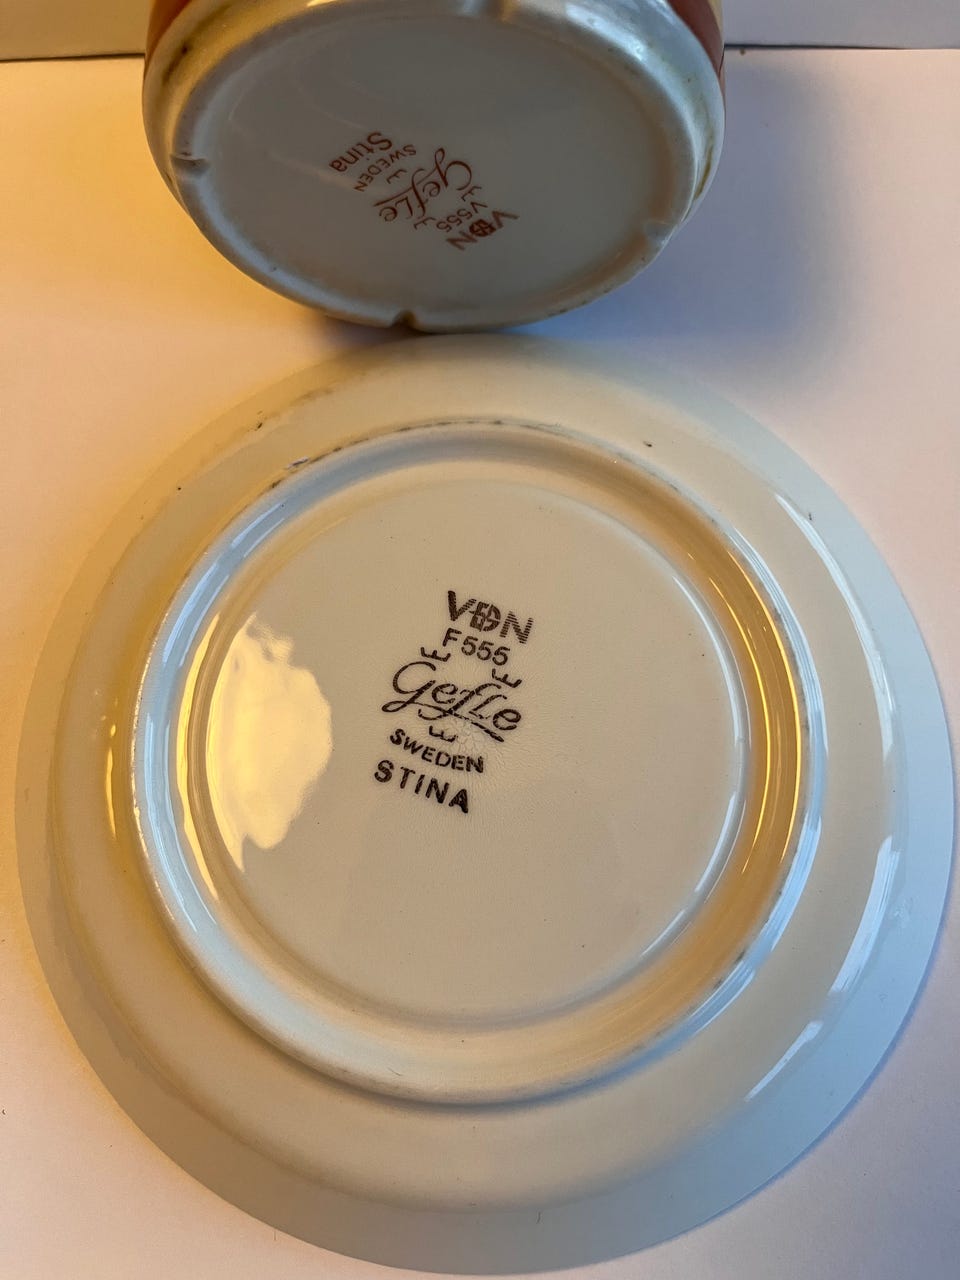 VDN
V555
Gefle
SWEDEN
Stina
VDN
F555
E E
Gefle
E
SWEDEN
STINA